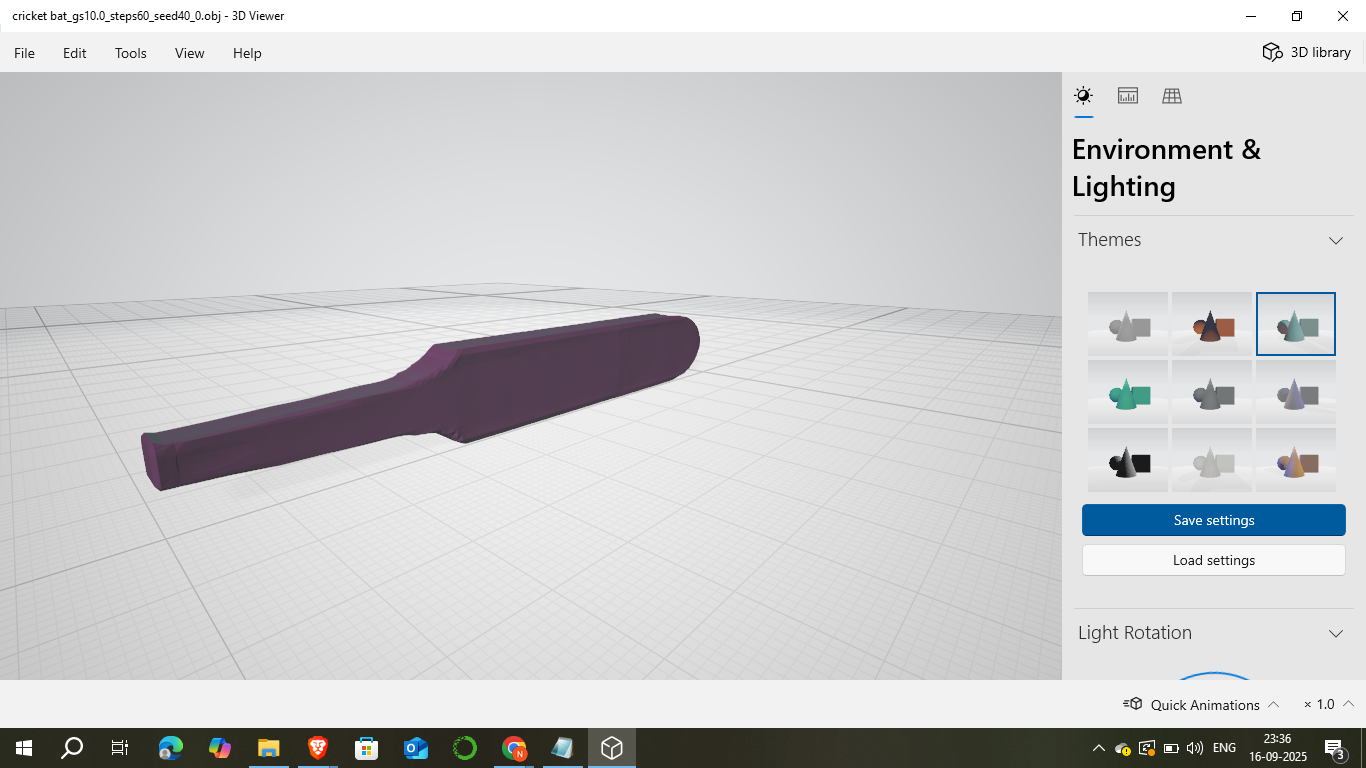 cricket bat_gs10.0_steps60_seed40_0.obj - 3D Viewer
File Edit Tools View Help
3D library
Environment &
Lighting
Themes
Save settings
Load settings
Light Rotation
Quick Animations
× 1.0
ENG
23:36
16-09-2025
3